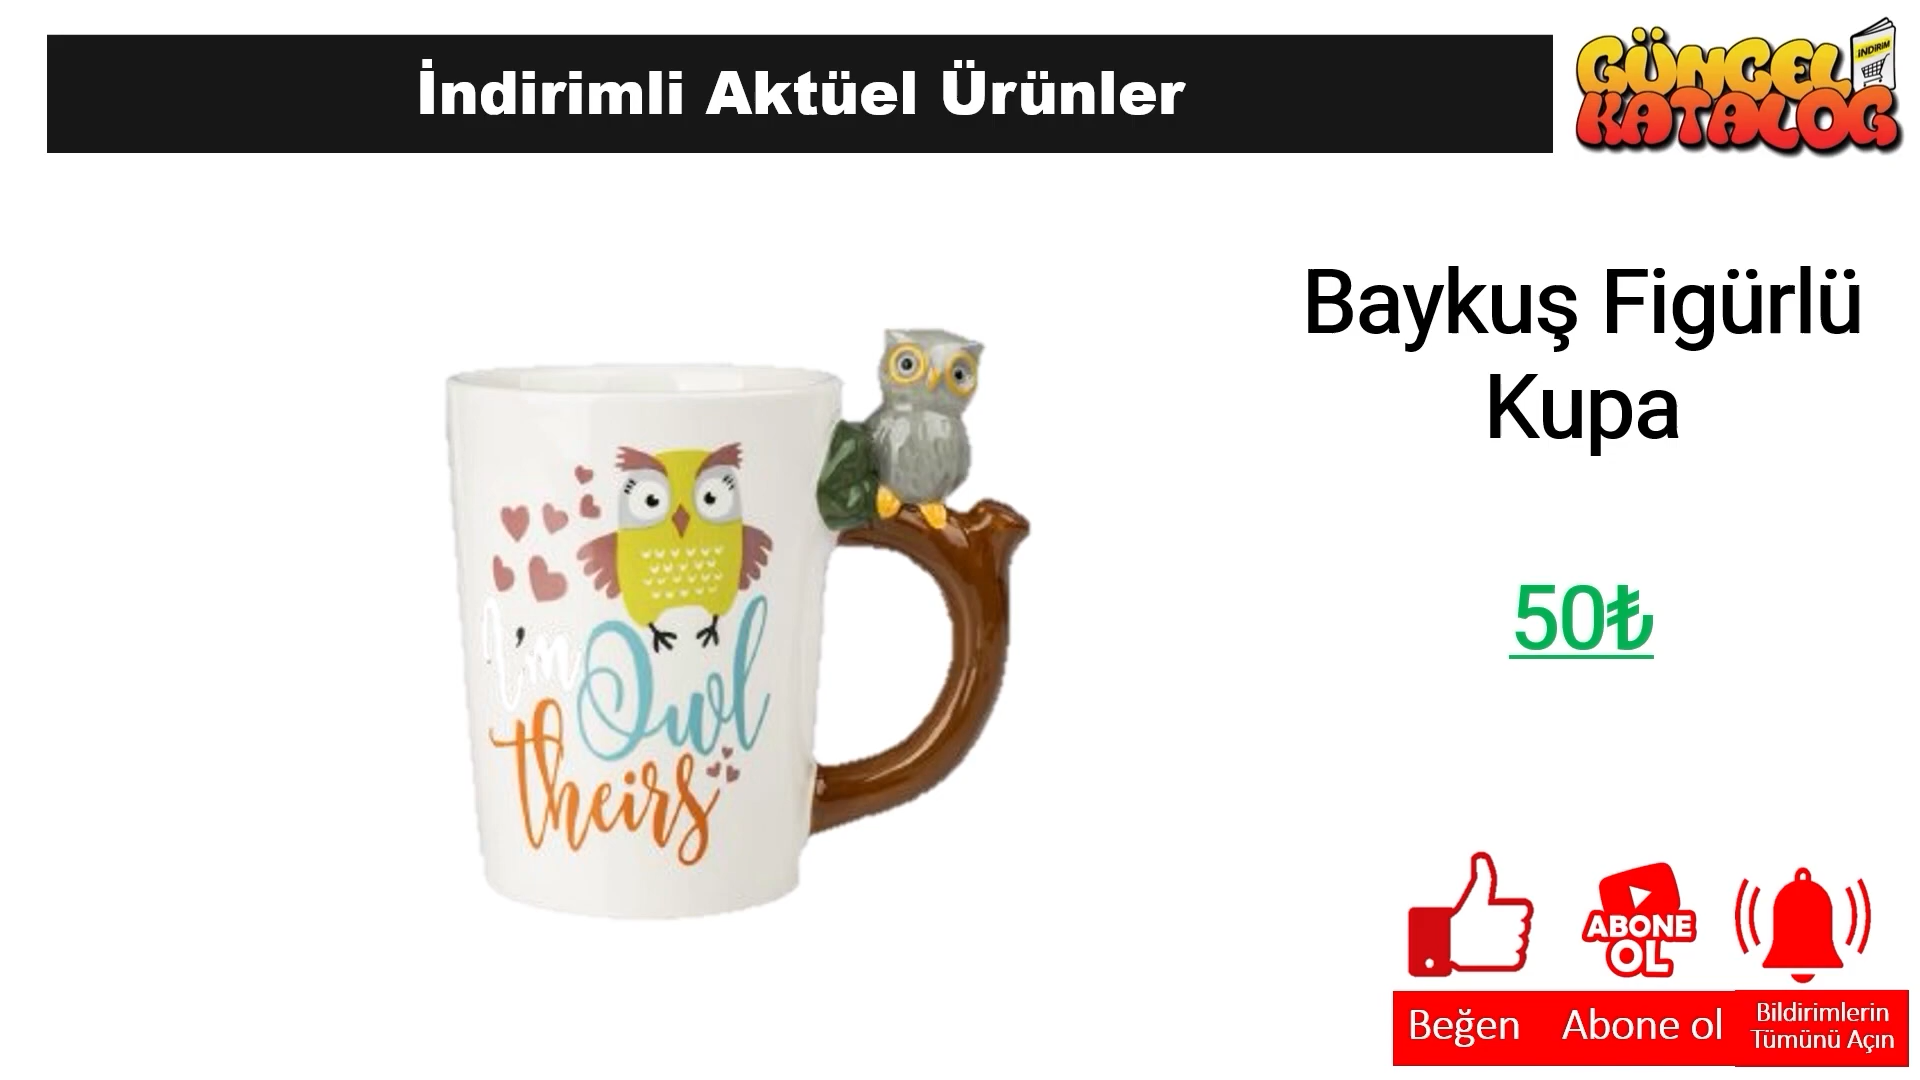 İndirimli Aktüel Ürünler
GÜNCEL
İNDİRİM
KATALOG
Baykuş Figürlü
Kupa
50₺
I'm Owl
theirs
ABONE
OL
Beğen
Abone ol
Bildirimlerin
Tümünü Açın